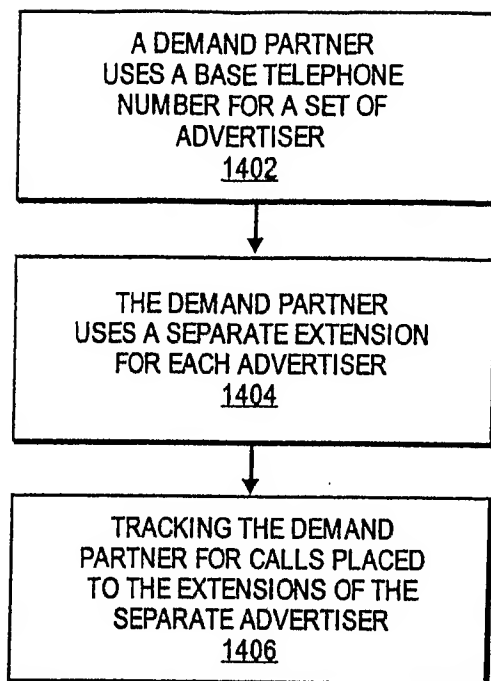 A DEMAND PARTNER
USES A BASE TELEPHONE
NUMBER FOR A SET OF
ADVERTISER
1402
THE DEMAND PARTNER
USES A SEPARATE EXTENSION
FOR EACH ADVERTISER
1404
TRACKING THE DEMAND
PARTNER FOR CALLS PLACED
TO THE EXTENSIONS OF THE
SEPARATE ADVERTISER
1406